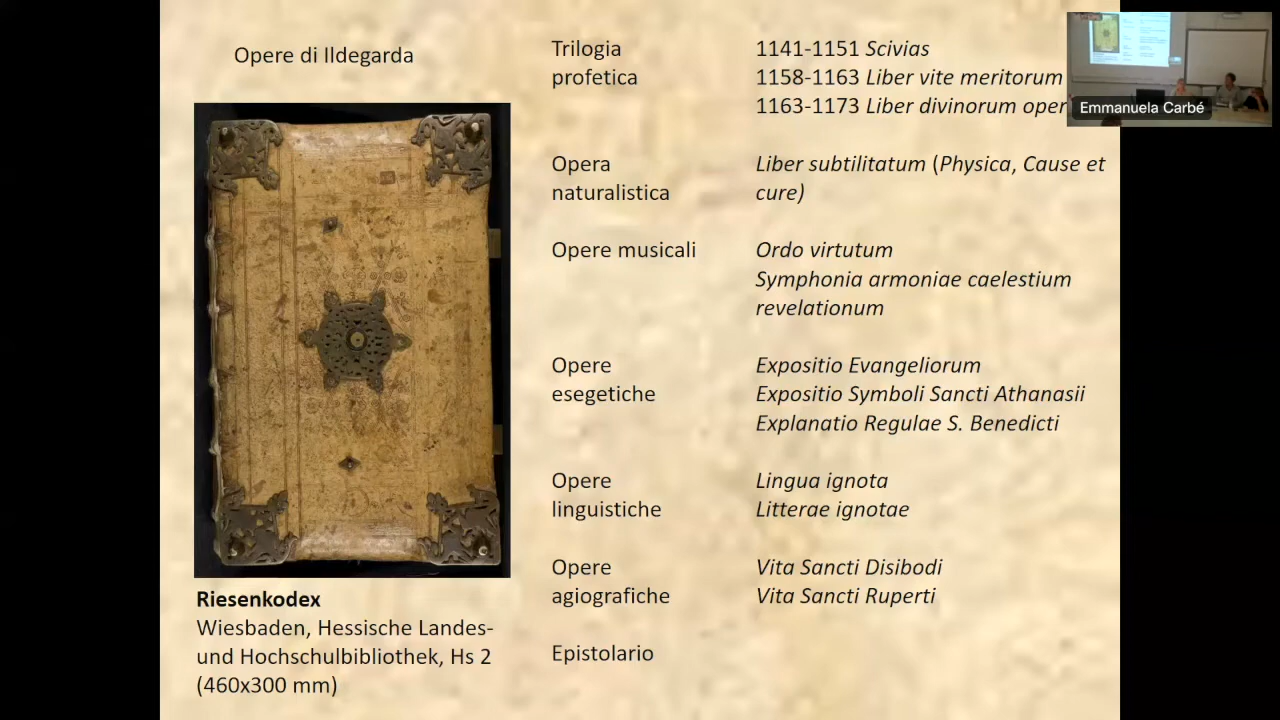 Opere di Ildegarda
Riesenkodex
Wiesbaden, Hessische Landes-
und Hochschulbibliothek, Hs 2
(460x300 mm)
Trilogia
profetica
1141-1151 Scivias
1158-1163 Liber vite meritorum
1163-1173 Liber divinorum oper
Opera
naturalistica
Liber subtilitatum (Physica, Cause et
cure)
Opere musicali
Ordo virtutum
Symphonia armoniae caelestium
revelationum
Opere
esegetiche
Expositio Evangeliorum
Expositio Symboli Sancti Athanasii
Explanatio Regulae S. Benedicti
Opere
linguistiche
Lingua ignota
Litterae ignotae
Opere
agiografiche
Vita Sancti Disibodi
Vita Sancti Ruperti
Epistolario
Emmanuela Carbé